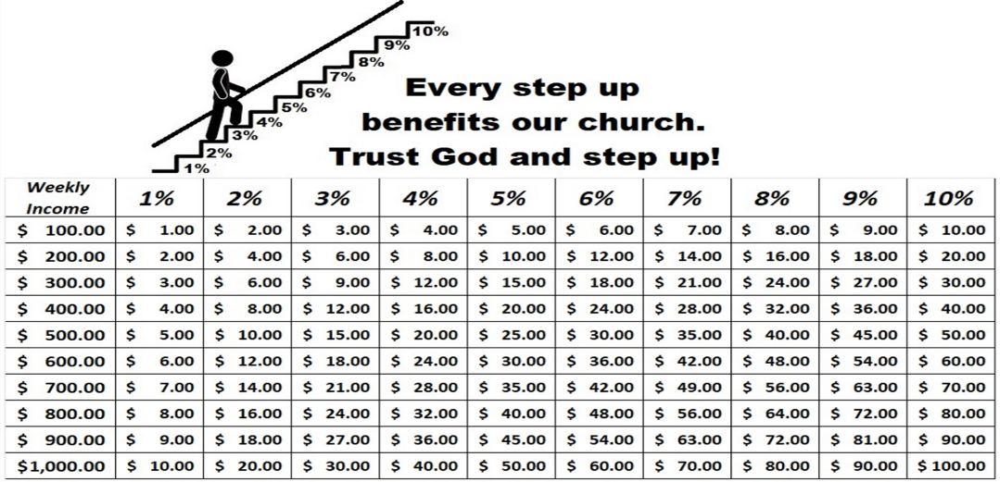 10%
9%
8%
7%
6%
5%
4%
3%
2%
1%
Every step up
benefits our church.
Trust God and step up!
Weekly Income 1% 2% 3% 4% 5% 6% 7% 8% 9% 10%
$ 100.00 $ 1.00 $ 2.00 $ 3.00 $ 4.00 $ 5.00 $ 6.00 $ 7.00 $ 8.00 $ 9.00 $ 10.00
$ 200.00 $ 2.00 $ 4.00 $ 6.00 $ 8.00 $ 10.00 $ 12.00 $ 14.00 $ 16.00 $ 18.00 $ 20.00
$ 300.00 $ 3.00 $ 6.00 $ 9.00 $ 12.00 $ 15.00 $ 18.00 $ 21.00 $ 24.00 $ 27.00 $ 30.00
$ 400.00 $ 4.00 $ 8.00 $ 12.00 $ 16.00 $ 20.00 $ 24.00 $ 28.00 $ 32.00 $ 36.00 $ 40.00
$ 500.00 $ 5.00 $ 10.00 $ 15.00 $ 20.00 $ 25.00 $ 30.00 $ 35.00 $ 40.00 $ 45.00 $ 50.00
$ 600.00 $ 6.00 $ 12.00 $ 18.00 $ 24.00 $ 30.00 $ 36.00 $ 42.00 $ 48.00 $ 54.00 $ 60.00
$ 700.00 $ 7.00 $ 14.00 $ 21.00 $ 28.00 $ 35.00 $ 42.00 $ 49.00 $ 56.00 $ 63.00 $ 70.00
$ 800.00 $ 8.00 $ 16.00 $ 24.00 $ 32.00 $ 40.00 $ 48.00 $ 56.00 $ 64.00 $ 72.00 $ 80.00
$ 900.00 $ 9.00 $ 18.00 $ 27.00 $ 36.00 $ 45.00 $ 54.00 $ 63.00 $ 72.00 $ 81.00 $ 90.00
$1,000.00 $ 10.00 $ 20.00 $ 30.00 $ 40.00 $ 50.00 $ 60.00 $ 70.00 $ 80.00 $ 90.00 $ 100.00